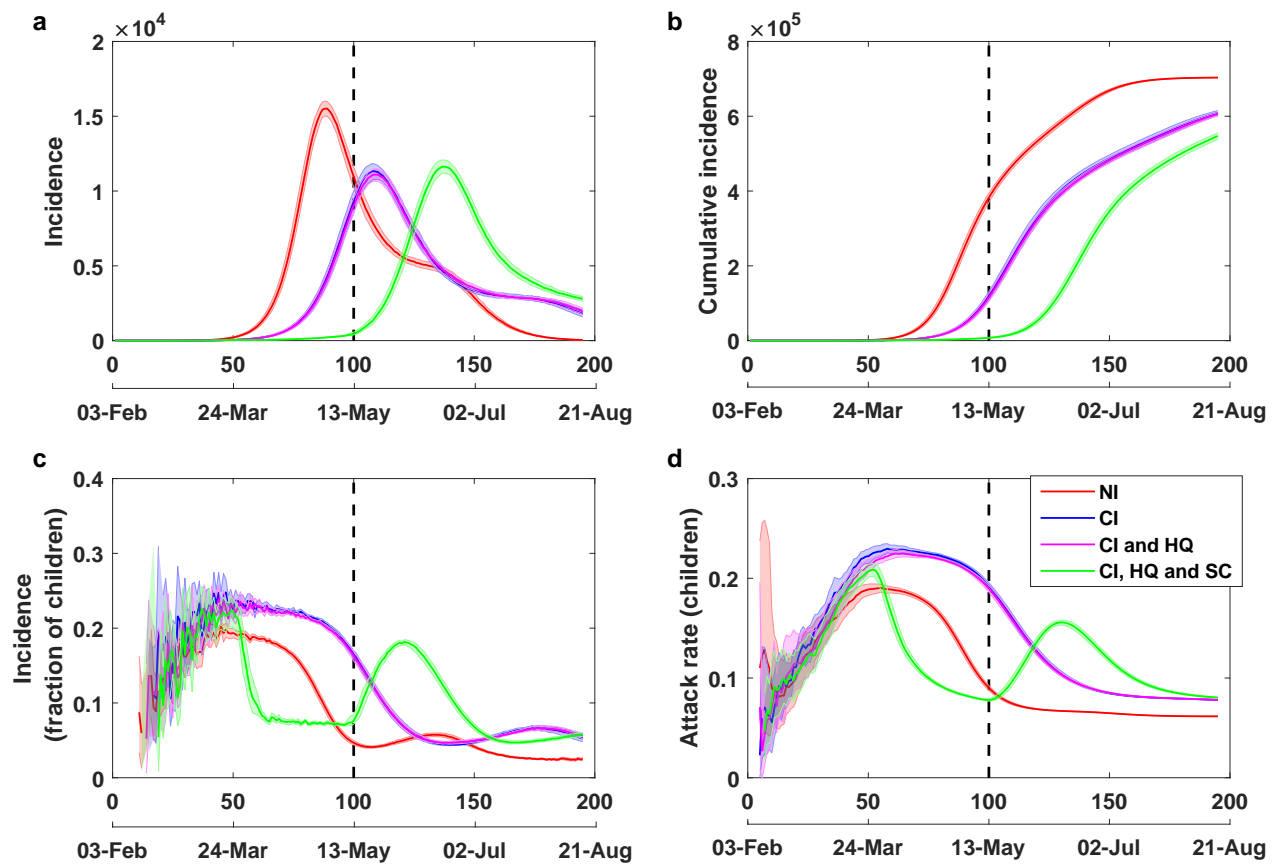 a
×10⁴
Incidence
2
1.5
1
0.5
0
0 50 100 150 200
03-Feb 24-Mar 13-May 02-Jul 21-Aug
b
×10⁵
Cumulative incidence
8
6
4
2
0
0 50 100 150 200
03-Feb 24-Mar 13-May 02-Jul 21-Aug
c
Incidence
(fraction of children)
0.4
0.3
0.2
0.1
0
0 50 100 150 200
03-Feb 24-Mar 13-May 02-Jul 21-Aug
d
Attack rate (children)
0.3
0.2
0.1
0
0 50 100 150 200
03-Feb 24-Mar 13-May 02-Jul 21-Aug
NI
CI
CI and HQ
CI, HQ and SC